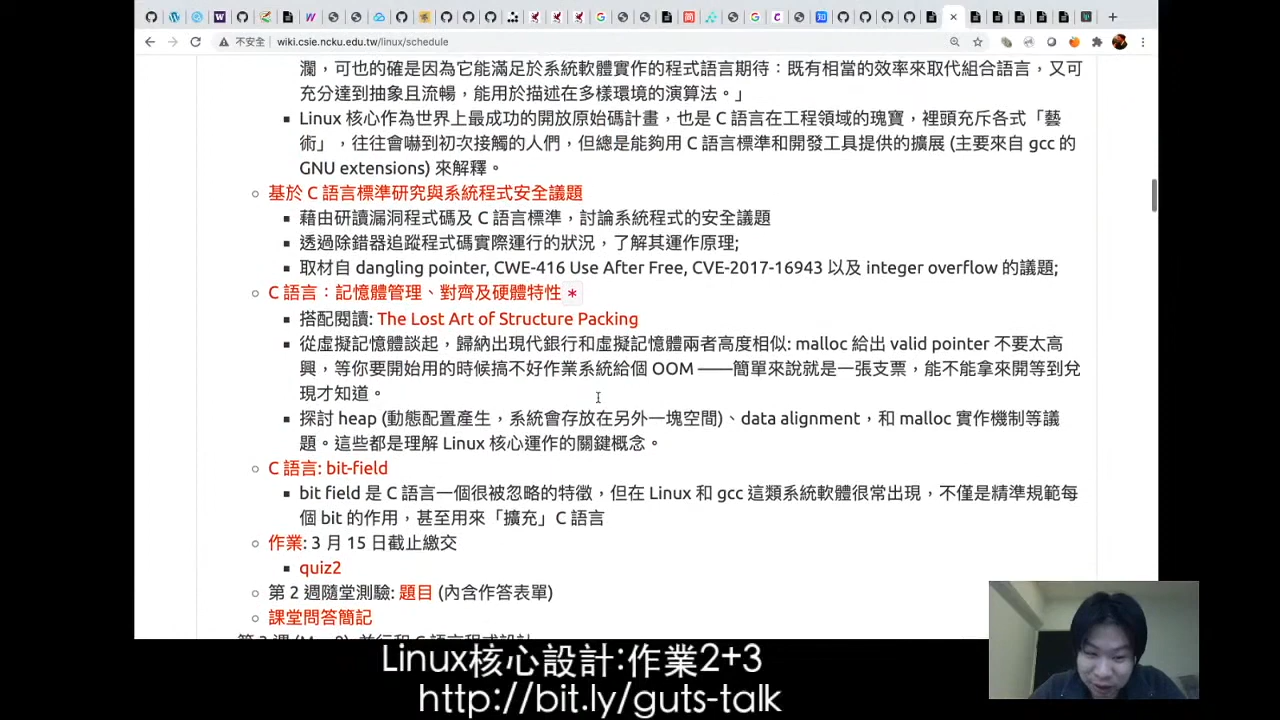 不安全 wiki.csie.ncku.edu.tw/linux/schedule
瀾，可也的確是因為它能滿足於系統軟體實作的程式語言期待：既有相當的效率來取代組合語言，又可
充分達到抽象且流暢，能用於描述在多樣環境的演算法。」
Linux 核心作為世界上最成功的開放原始碼計畫，也是 C 語言在工程領域的瑰寶，裡頭充斥各式「藝
術」，往往會嚇到初次接觸的人們，但總是能夠用 C 語言標準和開發工具提供的擴展 (主要來自 gcc 的
GNU extensions) 來解釋。
基於 C 語言標準研究與系統程式安全議題
藉由研讀漏洞程式碼及 C 語言標準，討論系統程式的安全議題
透過除錯器追蹤程式碼實際運行的狀況，了解其運作原理;
取材自 dangling pointer, CWE-416 Use After Free, CVE-2017-16943 以及 integer overflow 的議題;
C 語言：記憶體管理、對齊及硬體特性 *
搭配閱讀: The Lost Art of Structure Packing
從虛擬記憶體談起，歸納出現代銀行和虛擬記憶體兩者高度相似: malloc 給出 valid pointer 不要太高
興，等你要開始用的時候搞不好作業系統給個 OOM ——簡單來說就是一張支票，能不能拿來開等到兌
現才知道。
探討 heap (動態配置產生，系統會存放在另外一塊空間)、data alignment，和 malloc 實作機制等議
題。這些都是理解 Linux 核心運作的關鍵概念。
C 語言: bit-field
bit field 是 C 語言一個很被忽略的特徵，但在 Linux 和 gcc 這類系統軟體很常出現，不僅是精準規範每
個 bit 的作用，甚至用來「擴充」C 語言
作業: 3 月 15 日截止繳交
quiz2
第 2 週隨堂測驗: 題目 (內含作答表單)
課堂問答簡記
Linux核心設計:作業2+3
http://bit.ly/guts-talk